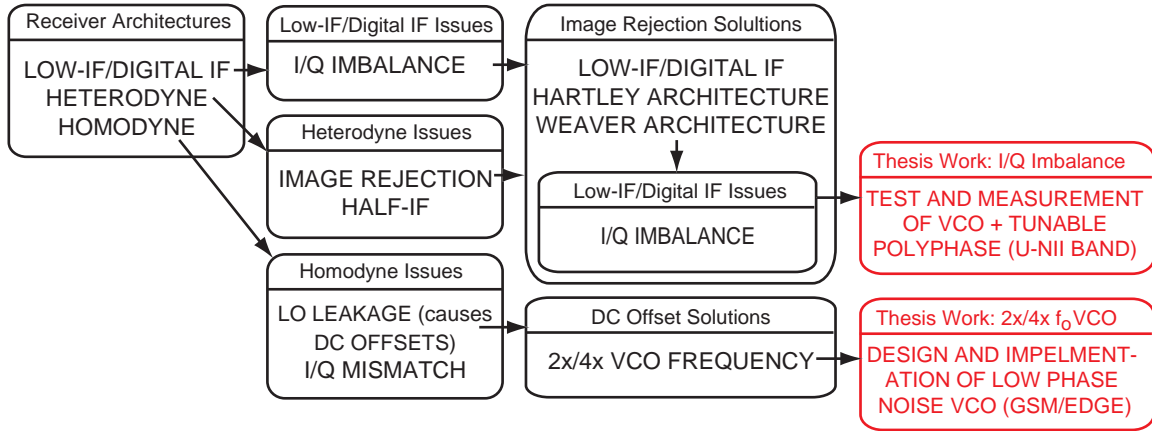 Receiver Architectures
LOW-IF/DIGITAL IF
HETERODYNE
HOMODYNE
Low-IF/Digital IF Issues
I/Q IMBALANCE
Heterodyne Issues
IMAGE REJECTION
HALF-IF
Homodyne Issues
LO LEAKAGE (causes
DC OFFSETS)
I/Q MISMATCH
Image Rejection Solultions
LOW-IF/DIGITAL IF
HARTLEY ARCHITECTURE
WEAVER ARCHITECTURE
Low-IF/Digital IF Issues
I/Q IMBALANCE
DC Offset Solutions
2x/4x VCO FREQUENCY
Thesis Work: I/Q Imbalance
TEST AND MEASUREMENT
OF VCO + TUNABLE
POLYPHASE (U-NII BAND)
Thesis Work: 2x/4x foVCO
DESIGN AND IMPELMENT-
ATION OF LOW PHASE
NOISE VCO (GSM/EDGE)